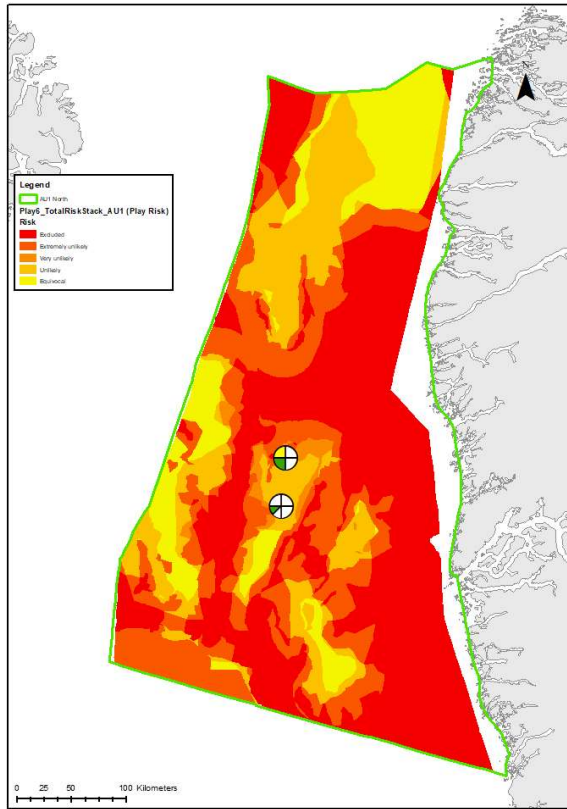 N
Legend
AU1 North
Play6_TotalRiskStack_AU1 (Play Risk)
Risk
Excluded
Extremely unlikely
Very unlikely
Unlikely
Equivocal
0 25 50 100 Kilometers